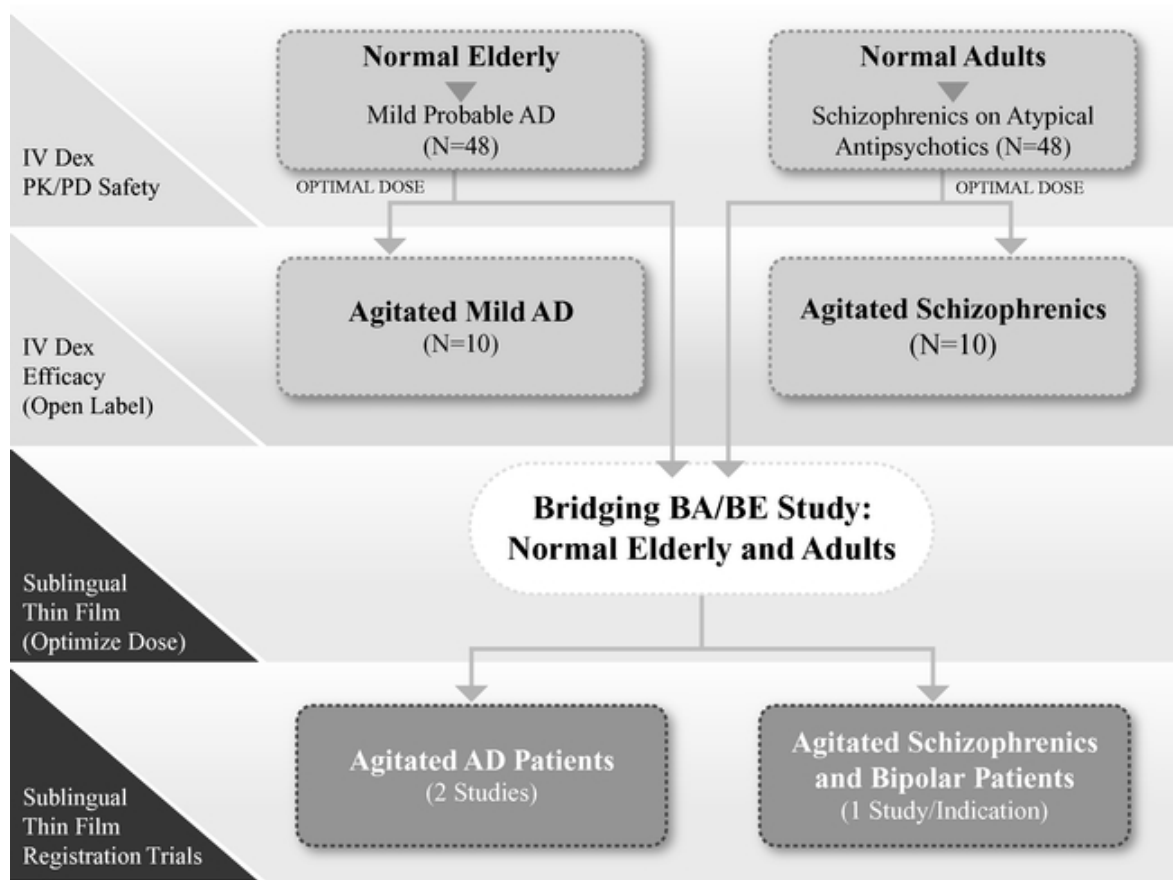 Normal Elderly
Mild Probable AD
(N=48)
Normal Adults
Schizophrenics on Atypical
Antipsychotics (N=48)
IV Dex
PK/PD Safety
OPTIMAL DOSE
OPTIMAL DOSE
IV Dex
Efficacy
(Open Label)
Agitated Mild AD
(N=10)
Agitated Schizophrenics
(N=10)
Sublingual
Thin Film
(Optimize Dose)
Bridging BA/BE Study:
Normal Elderly and Adults
Sublingual
Thin Film
Registration Trials
Agitated AD Patients
(2 Studies)
Agitated Schizophrenics
and Bipolar Patients
(1 Study/Indication)